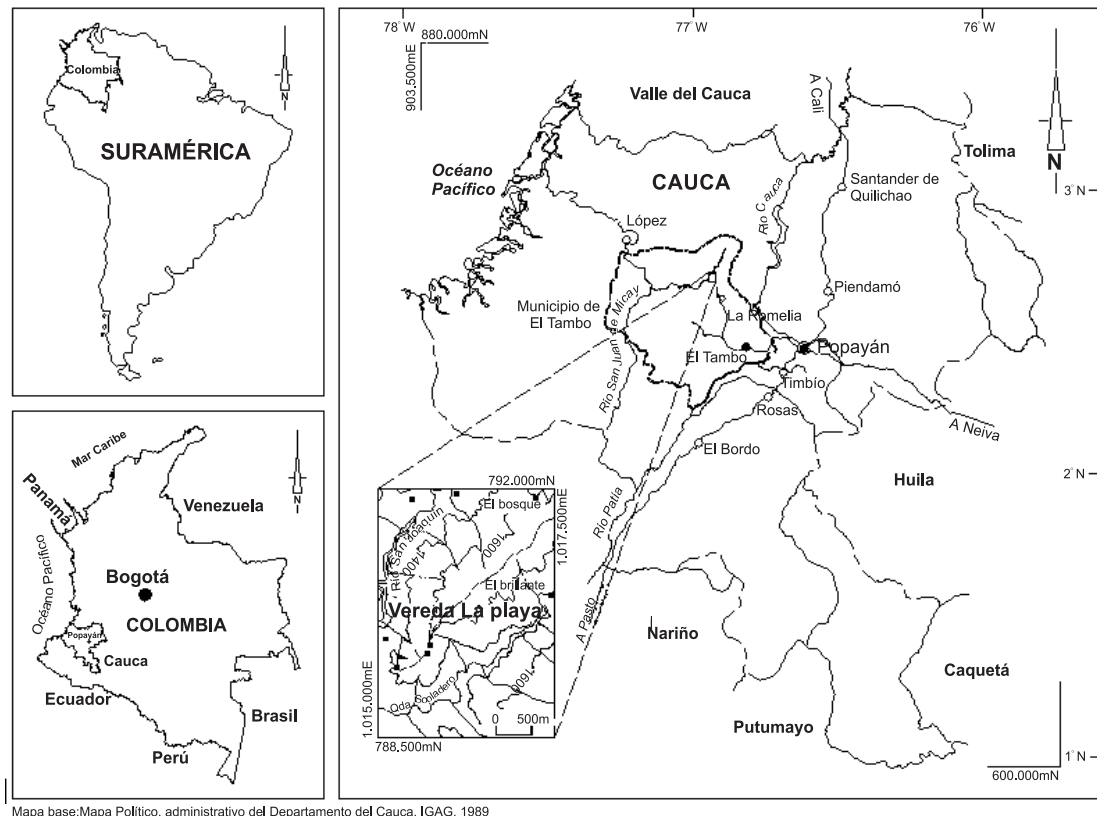 Colombia
N
SURAMÉRICA
Mar Caribe
Panamá
Venezuela
N
Océano Pacífico
Bogotá
COLOMBIA
Popayán
Cauca
Ecuador
Brasil
Perú
78° W
77° W
76° W
880.000mN
903.500mE
Valle del Cauca
A Cali
Tolima
N
Océano
Pacífico
CAUCA
Río Cauca
Santander de
Quilichao
3° N
López
Piendamó
Municipio de
El Tambo
Río San Juan de Micay
La Romelia
El Tambo
Popayán
Timbío
Rosas
A Neiva
El Bordo
2° N
Huila
Río Patía
792.000mN
El bosque
1.017.500mE
Río San Joaquín
1600
1400
El brillante
Vereda La playa
A Pasto
Nariño
1600
Caquetá
1.015.000mE
0 500m
788.500mN
Putumayo
600.000mN
1° N
Mapa base:Mapa Político, administrativo del Departamento del Cauca, IGAG, 1989